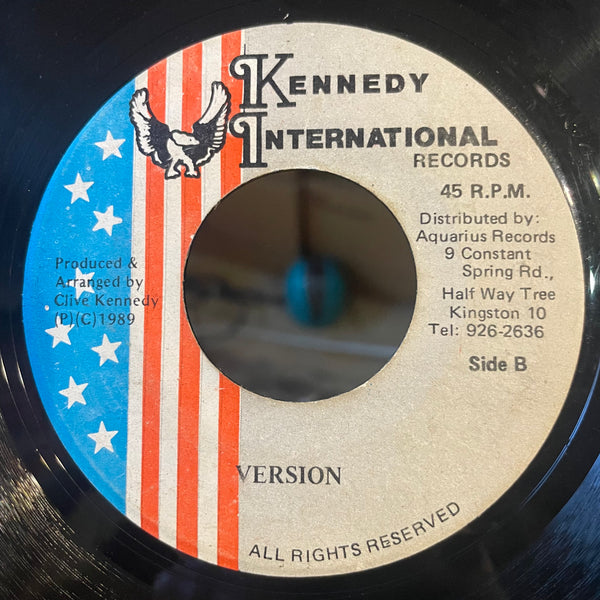 KENNEDY
INTERNATIONAL
RECORDS
45 R.P.M.
Distributed by:
Aquarius Records
9 Constant
Spring Rd.,
Half Way Tree
Kingston 10
Tel: 926-2636
Side B
Produced &
Arranged by
Clive Kennedy
(P)(C)1989
VERSION
ALL RIGHTS RESERVED